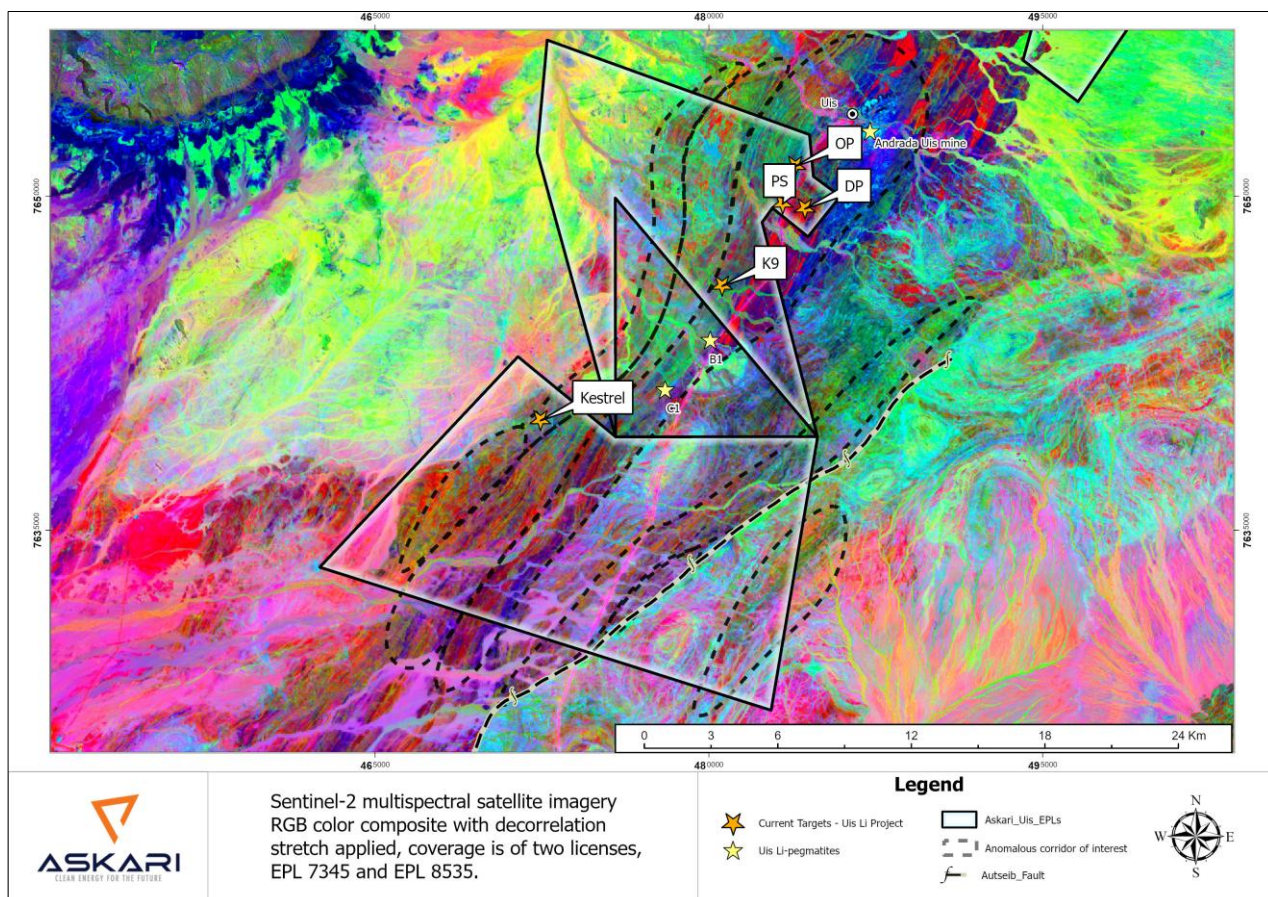 465000
480000
495000
Uis
Andrada Uis mine
OP
PS
DP
7650000
7650000
K9
B1
Kestrel
C1
f
7635000
7635000
f
f
f
0 3 6 12 18 24 Km
465000
480000
495000
ASKARI
CLEAN ENERGY FOR THE FUTURE
Sentinel-2 multispectral satellite imagery
RGB color composite with decorrelation
stretch applied, coverage is of two licenses,
EPL 7345 and EPL 8535.
Legend
Current Targets - Uis Li Project
Uis Li-pegmatites
Askari_Uis_EPLs
Anomalous corridor of interest
f
Autseib_Fault
N
W E
S